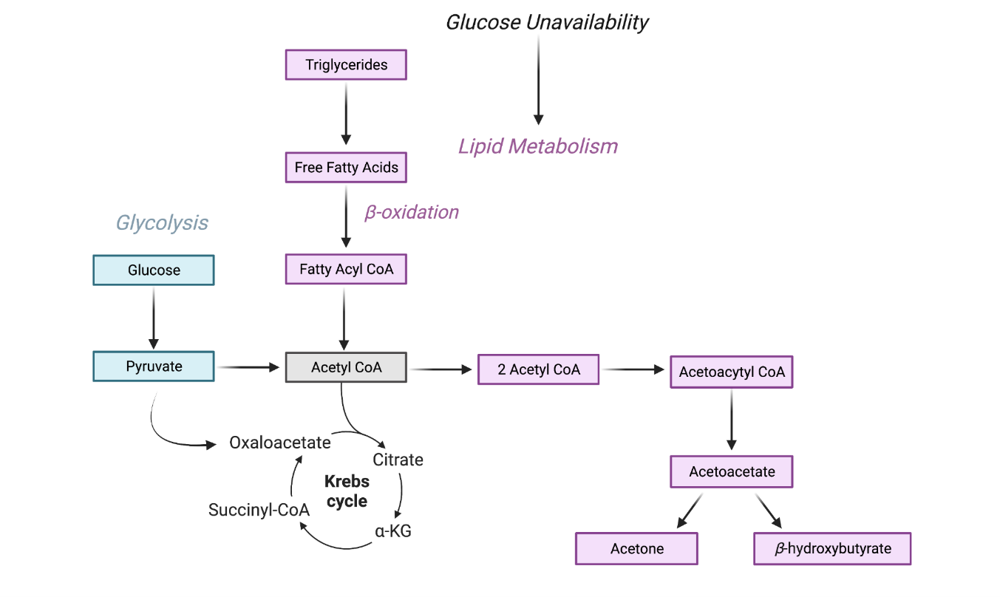 Glucose Unavailability
Triglycerides
Lipid Metabolism
Free Fatty Acids
β-oxidation
Glycolysis
Glucose
Fatty Acyl CoA
Pyruvate
Acetyl CoA
2 Acetyl CoA
Acetoacytyl CoA
Oxaloacetate
Citrate
Krebs
cycle
Succinyl-CoA
α-KG
Acetoacetate
Acetone
β-hydroxybutyrate